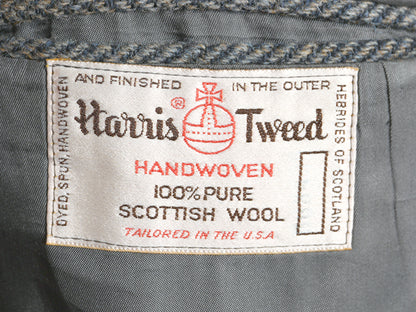 DYED, SPUN, HANDWOVEN
AND FINISHED IN THE OUTER
HEBRIDES OF SCOTLAND
Harris® Tweed
HANDWOVEN
100% PURE
SCOTTISH WOOL
TAILORED IN THE U.S.A